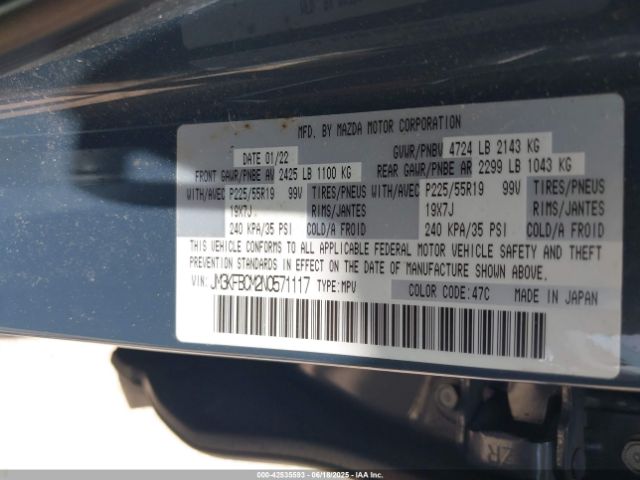 MFD. BY MAZDA MOTOR CORPORATION
DATE 01/22 GVWR/PNBV 4724 LB 2143 KG
FRONT GAWR/PNBE AV 2425 LB 1100 KG REAR GAWR/PNBE AR 2299 LB 1043 KG
WITH/AVEC P225/55R19 99V TIRES/PNEUS WITH/AVEC P225/55R19 99V TIRES/PNEUS
19X7J RIMS/JANTES 19X7J RIMS/JANTES
240 KPA/35 PSI COLD/A FROID 240 KPA/35 PSI COLD/A FROID
THIS VEHICLE CONFORMS TO ALL APPLICABLE FEDERAL MOTOR VEHICLE SAFETY AND THEFT
PREVENTION STANDARDS IN EFFECT ON THE DATE OF MANUFACTURE SHOWN ABOVE.
VIN: JM3KFBCM2N0571117 TYPE: MPV COLOR CODE: 47C MADE IN JAPAN
ZR
000-42535593 - 06/18/2025 - IAAI, Inc.